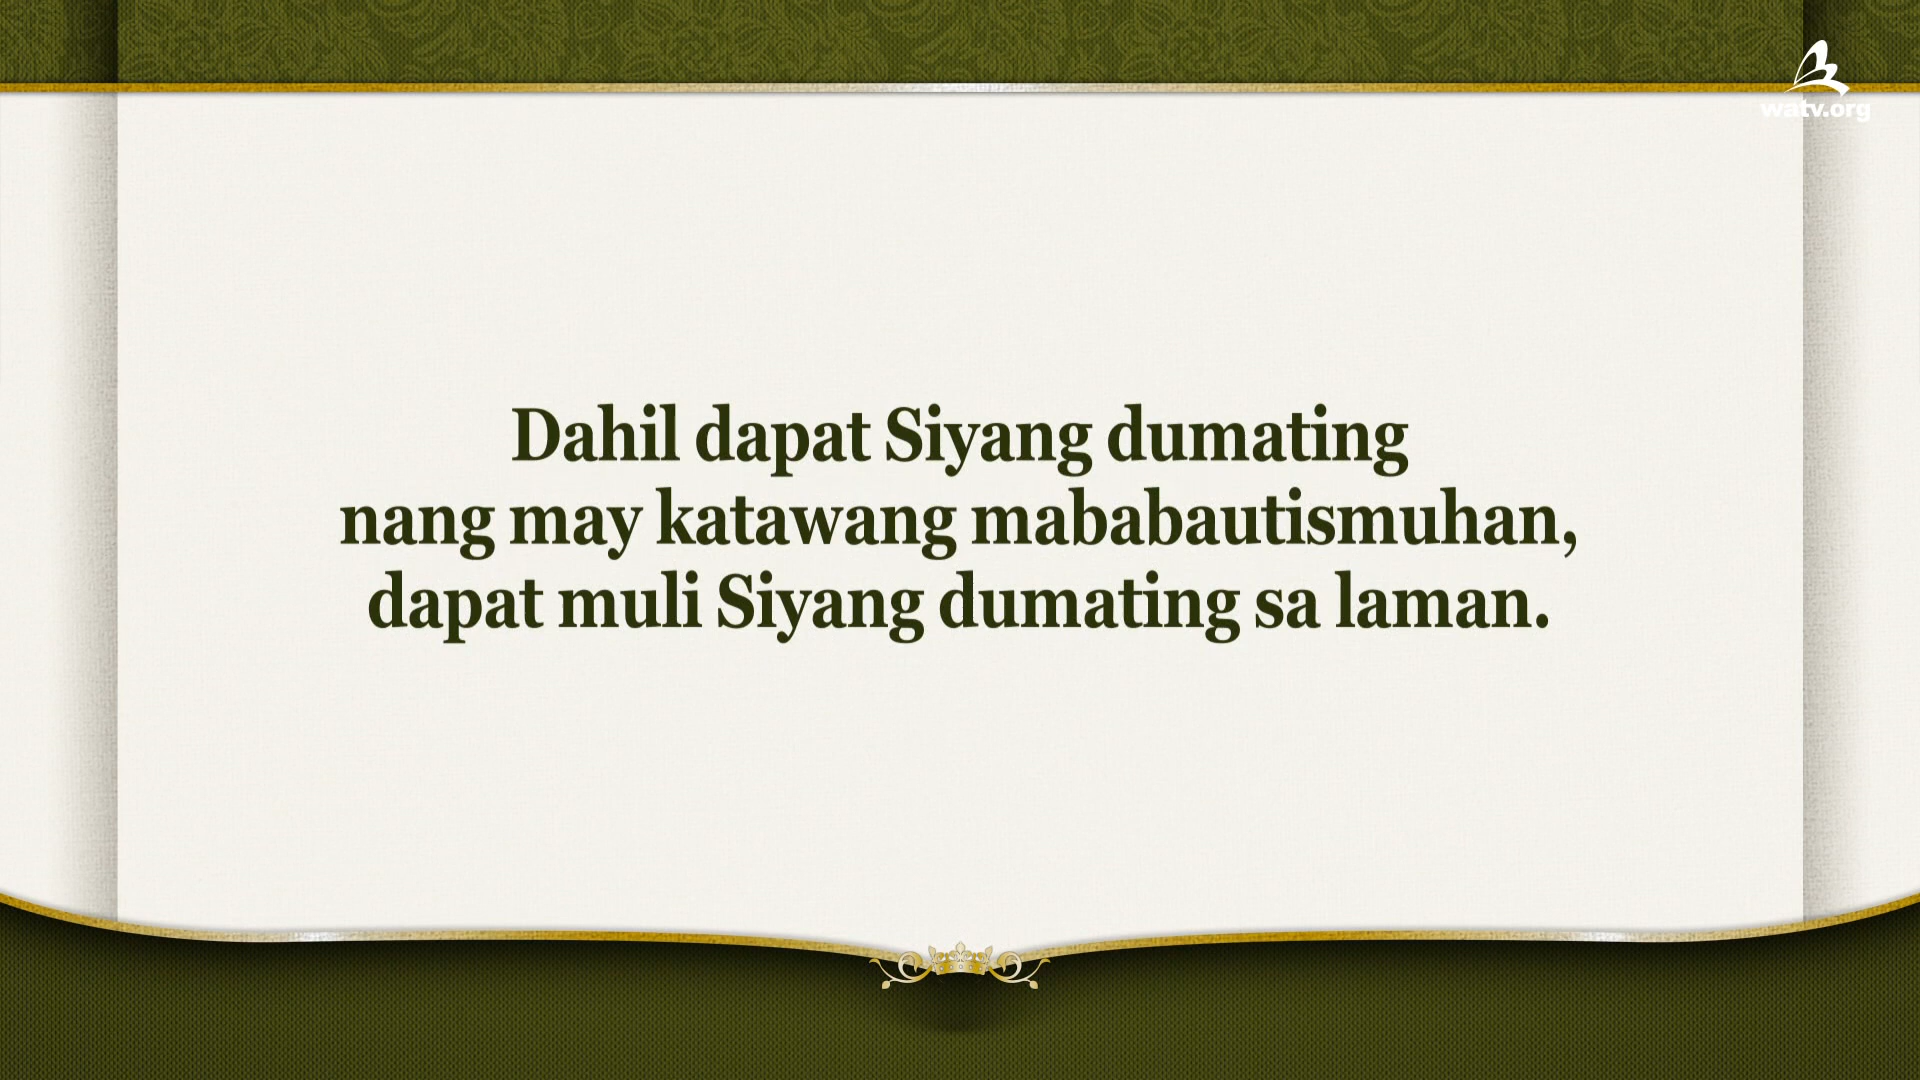 watv.org
Dahil dapat Siyang dumating
nang may katawang mababautismuhan,
dapat muli Siyang dumating sa laman.